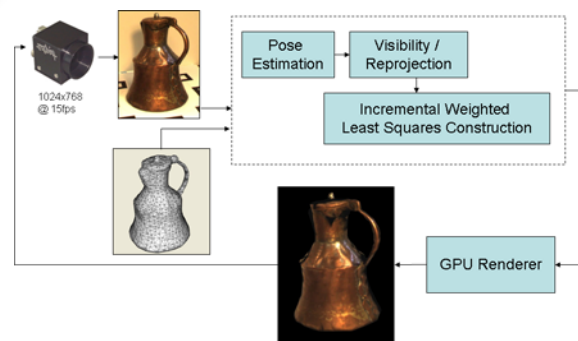 1024x768
@ 15fps
Pose
Estimation
Visibility /
Reprojection
Incremental Weighted
Least Squares Construction
GPU Renderer